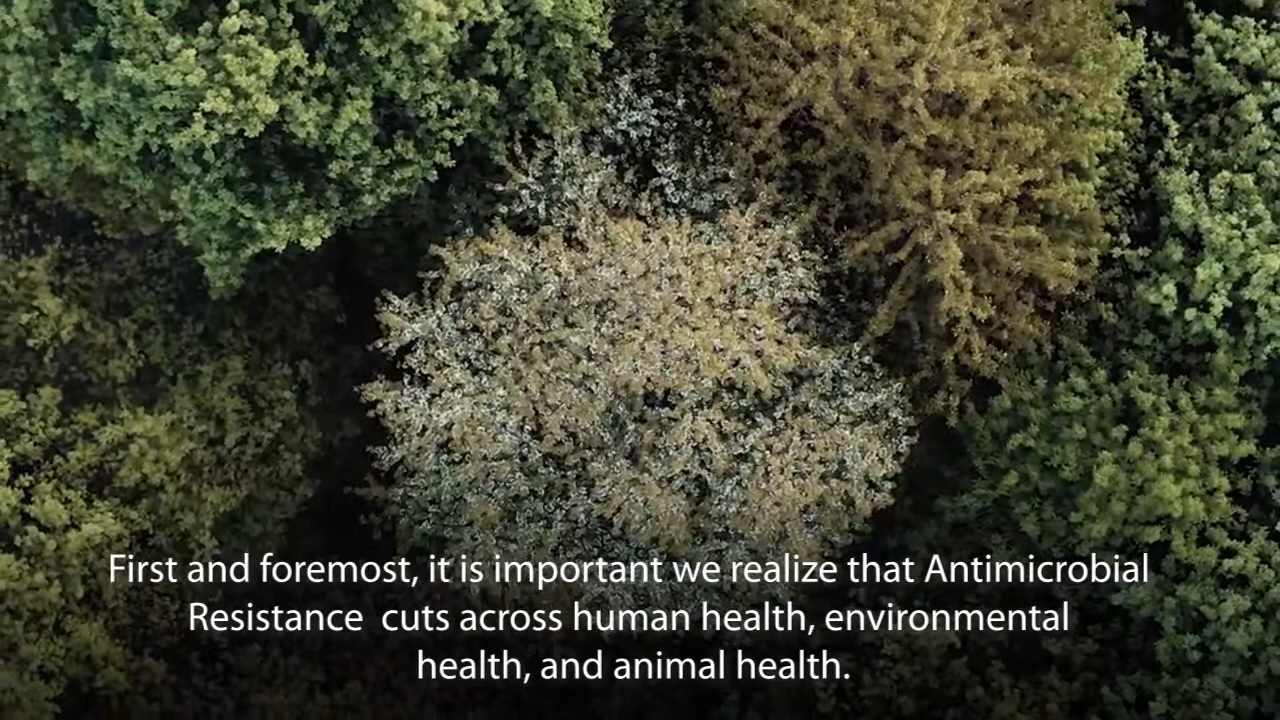 First and foremost, it is important we realize that Antimicrobial
Resistance  cuts across human health, environmental
health, and animal health.